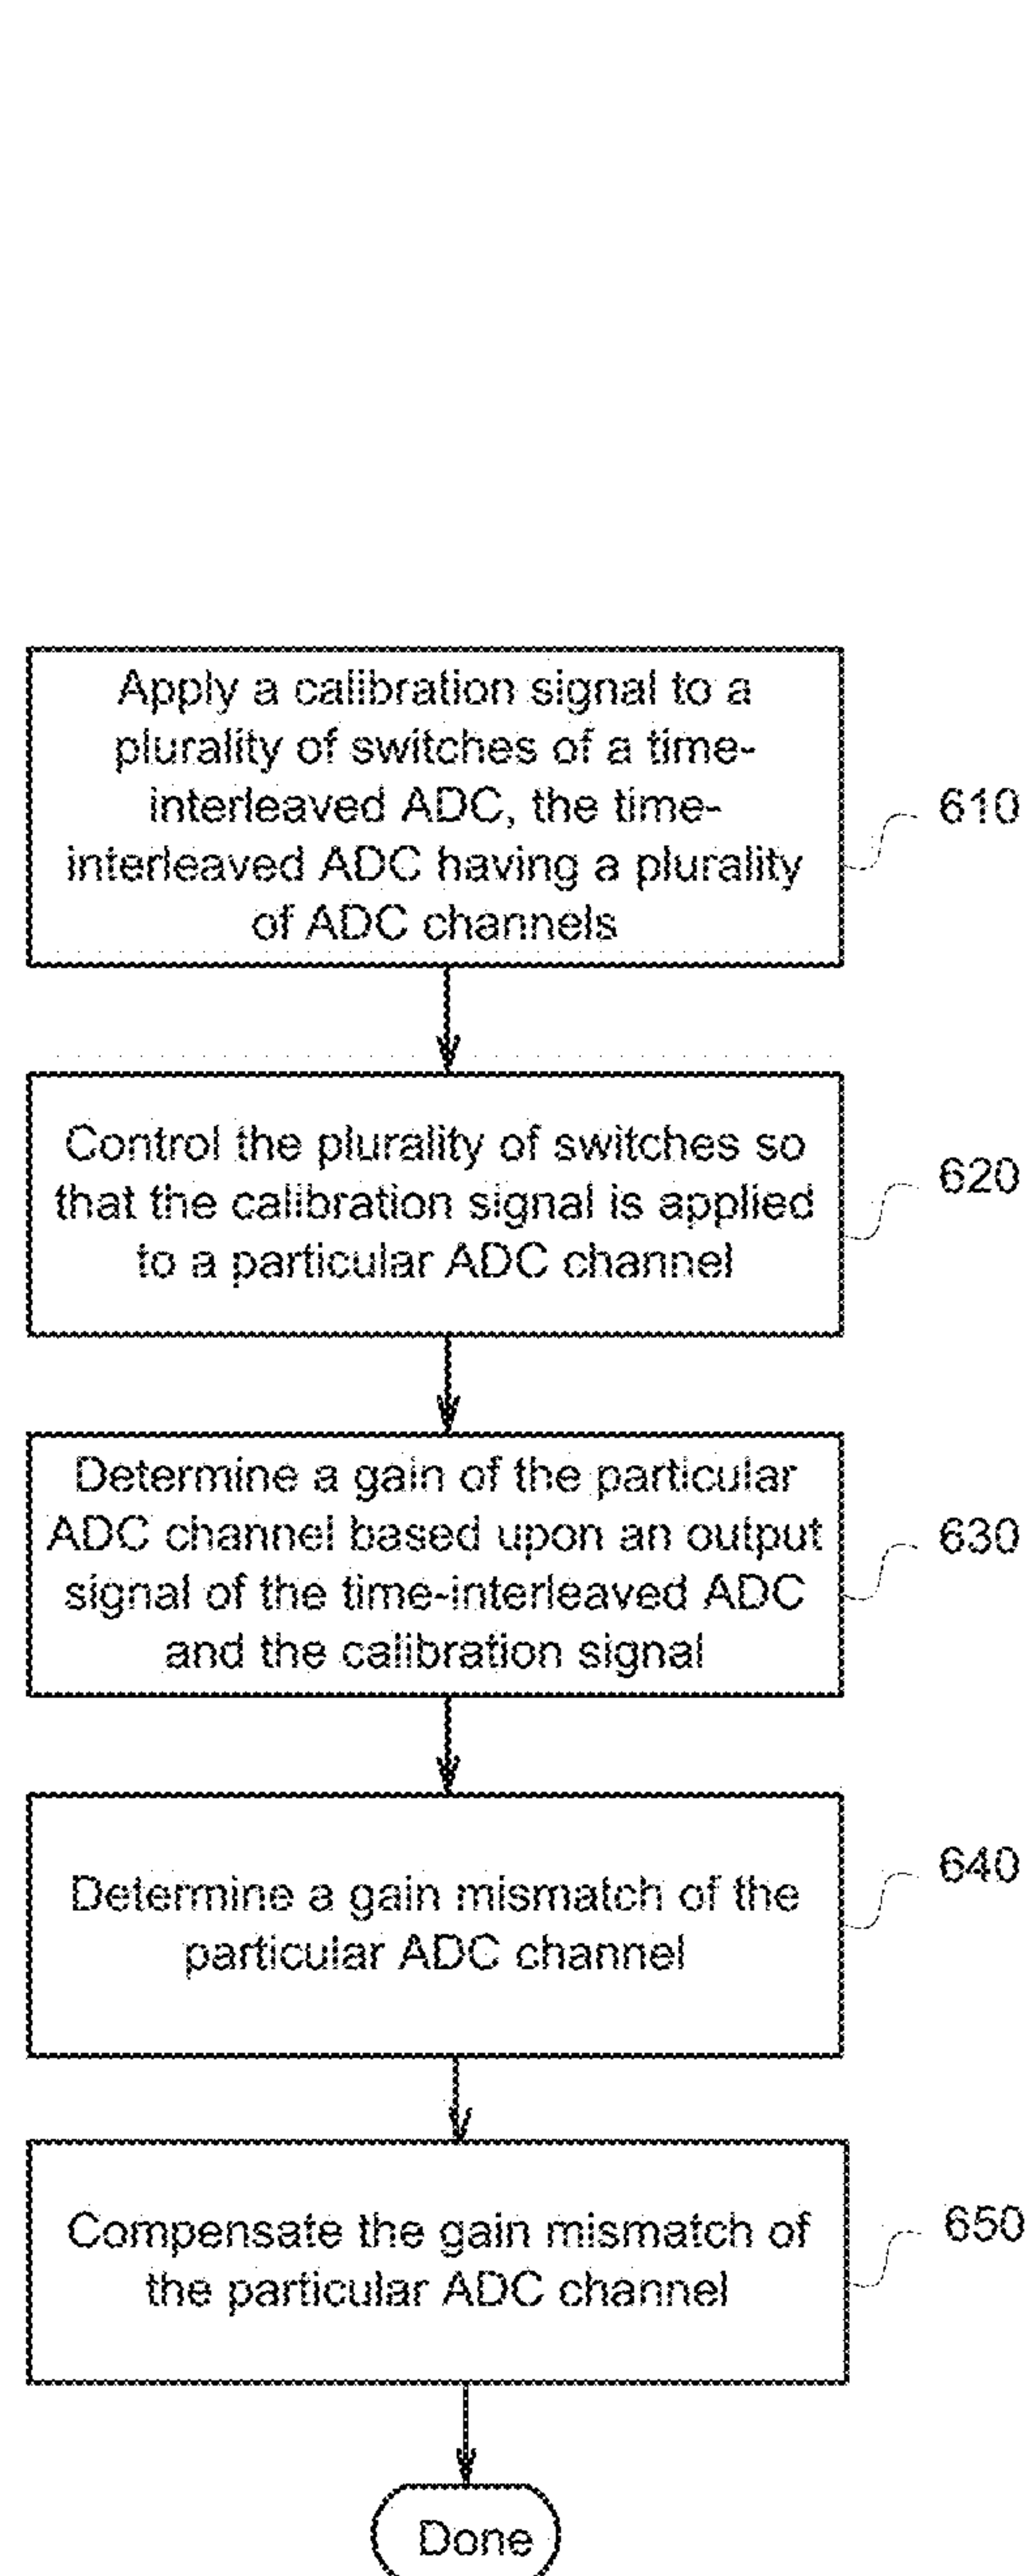 Apply a calibration signal to a
plurality of switches of a time-
interleaved ADC, the time-
interleaved ADC having a plurality
of ADC channels
610
Control the plurality of switches so
that the calibration signal is applied
to a particular ADC channel
620
Determine a gain of the particular
ADC channel based upon an output
signal of the time-interleaved ADC
and the calibration signal
630
Determine a gain mismatch of the
particular ADC channel
640
Compensate the gain mismatch of
the particular ADC channel
650
Done